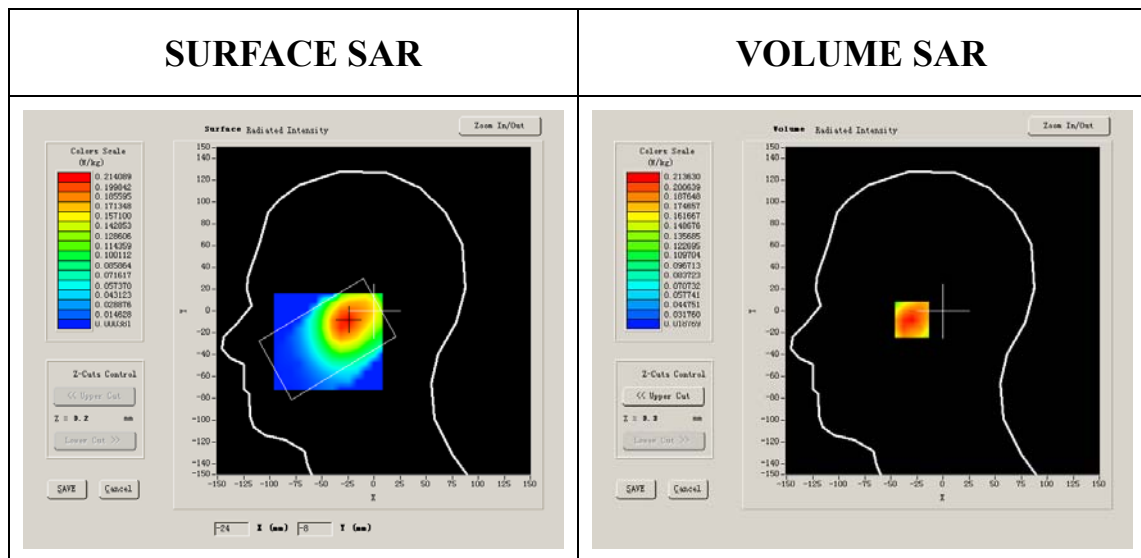 SURFACE SAR
VOLUME SAR
Surface Radiated Intensity
Zoom In/Out
Colors Scale
(W/kg)
0.214089
0.199842
0.185595
0.171348
0.157100
0.142853
0.128606
0.114359
0.100112
0.085864
0.071617
0.057370
0.043123
0.028876
0.014628
0.000381
150
140
120
100
80
60
40
20
0
-20
-40
-60
-80
-100
-120
-140
-150
Y
-150 -125 -100 -75 -50 -25 0 25 50 75 100 125 150
X
Z-Cuts Control
<< Upper Cut
Lower Cut >>
SAVE Cancel
-24 X (mm) -8 Y (mm)
Volume Radiated Intensity
Zoom In/Out
Colors Scale
(W/kg)
0.213630
0.200639
0.187648
0.174657
0.161667
0.148676
0.135685
0.122695
0.109704
0.096713
0.083723
0.070732
0.057741
0.044751
0.031760
0.018769
150
140
120
100
80
60
40
20
0
-20
-40
-60
-80
-100
-120
-140
-150
Y
-150 -125 -100 -75 -50 -25 0 25 50 75 100 125 150
X
Z-Cuts Control
<< Upper Cut
Lower Cut >>
SAVE Cancel